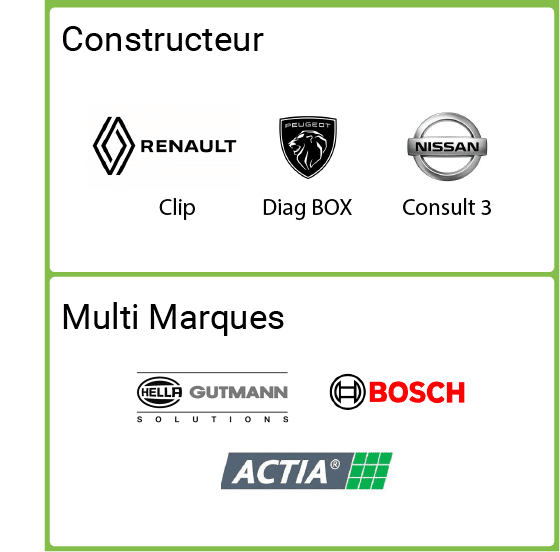 Constructeur
RENAULT
PEUGEOT
NISSAN
Clip
Diag BOX
Consult 3
Multi Marques
HELLA GUTMANN
SOLUTIONS
BOSCH
ACTIA®